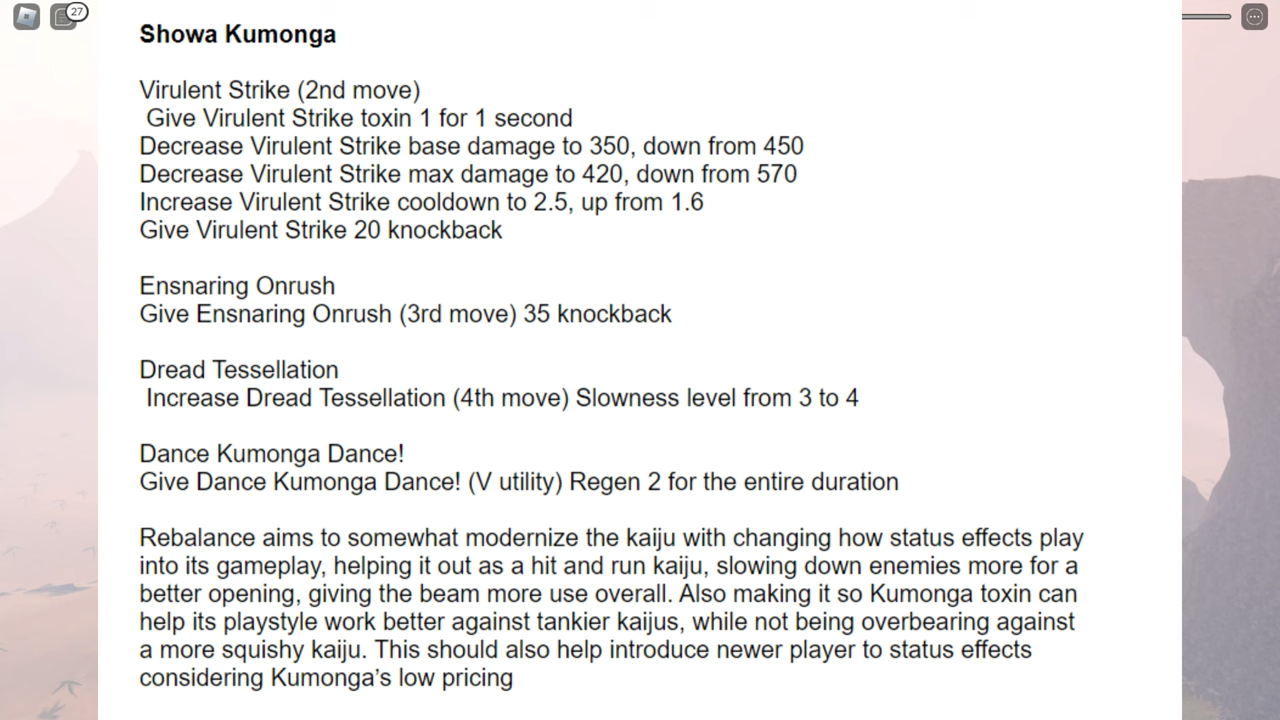 27
Showa Kumonga
Virulent Strike (2nd move)
Give Virulent Strike toxin 1 for 1 second
Decrease Virulent Strike base damage to 350, down from 450
Decrease Virulent Strike max damage to 420, down from 570
Increase Virulent Strike cooldown to 2.5, up from 1.6
Give Virulent Strike 20 knockback
Ensnaring Onrush
Give Ensnaring Onrush (3rd move) 35 knockback
Dread Tessellation
Increase Dread Tessellation (4th move) Slowness level from 3 to 4
Dance Kumonga Dance!
Give Dance Kumonga Dance! (V utility) Regen 2 for the entire duration
Rebalance aims to somewhat modernize the kaiju with changing how status effects play
into its gameplay, helping it out as a hit and run kaiju, slowing down enemies more for a
better opening, giving the beam more use overall. Also making it so Kumonga toxin can
help its playstyle work better against tankier kaijus, while not being overbearing against
a more squishy kaiju. This should also help introduce newer player to status effects
considering Kumonga’s low pricing